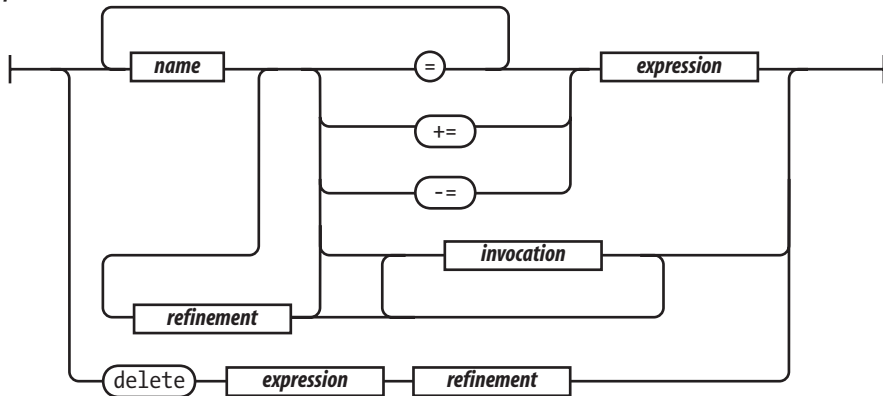 name = expression
+=
-=
invocation
refinement
delete expression refinement